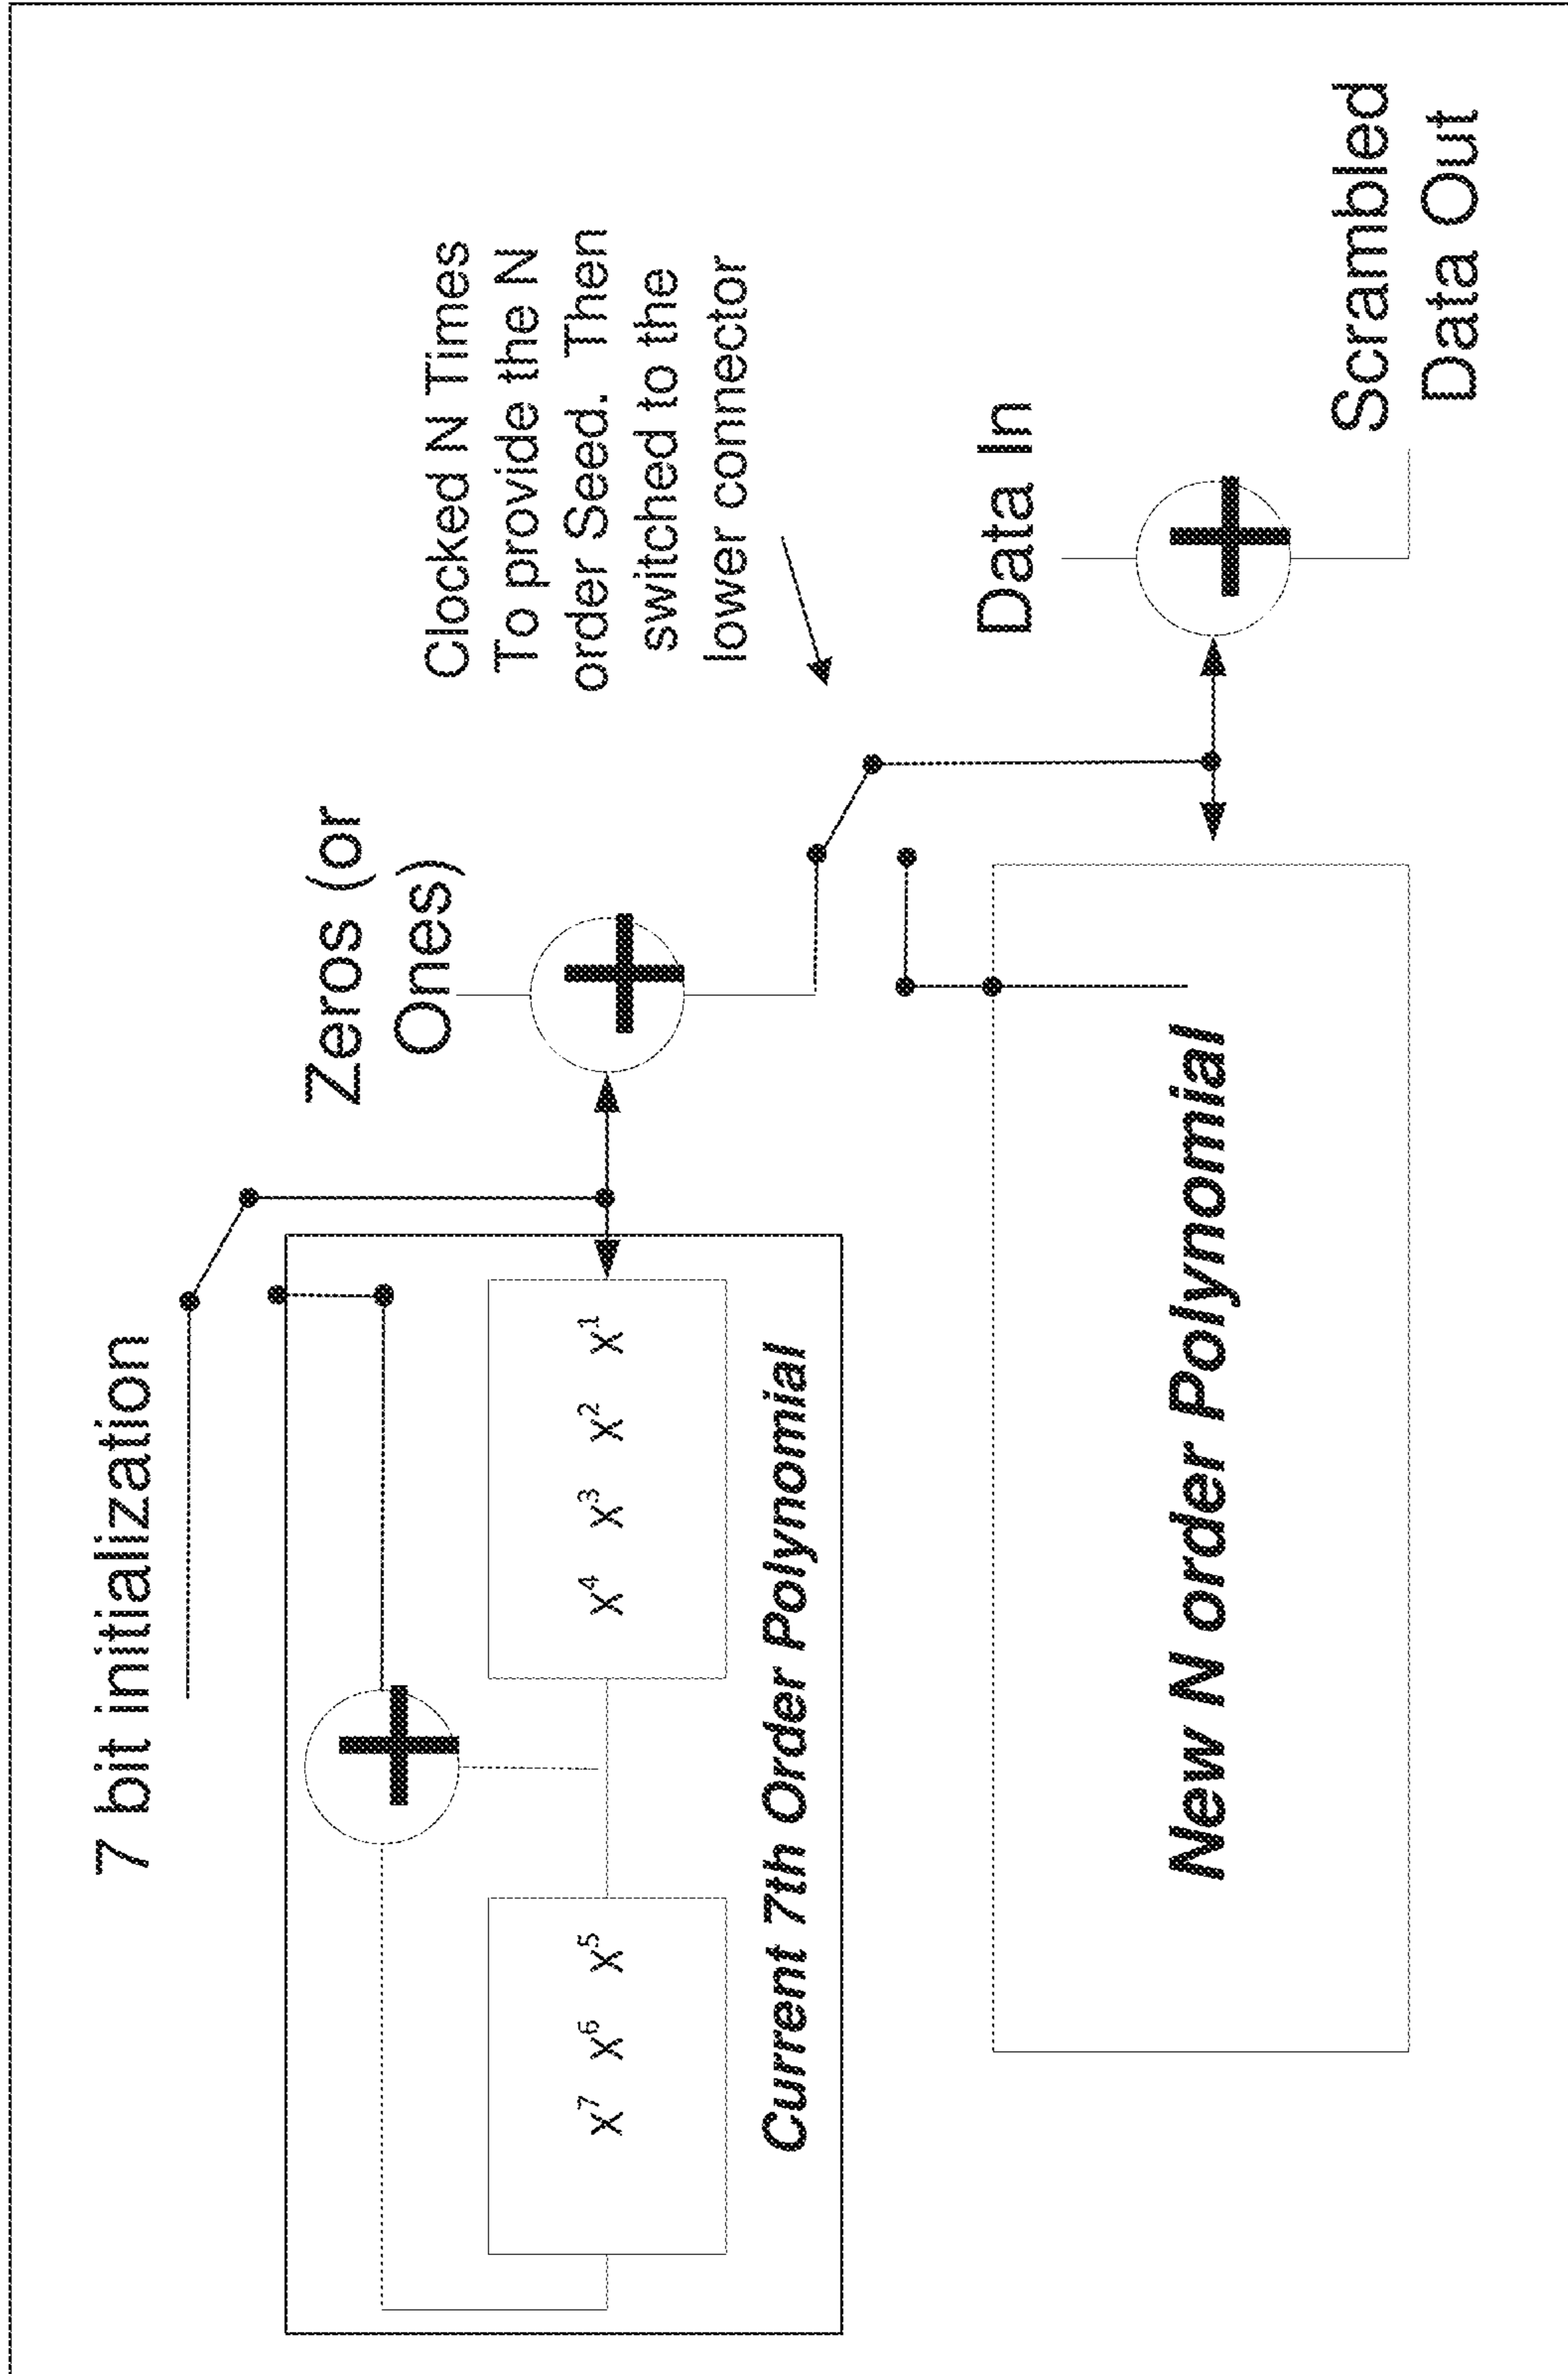 7 bit initialization
Zeros (or
Ones)
Clocked N Times
To provide the N
order Seed. Then
switched to the
lower connector
X⁷ X⁶ X⁵
X⁴ X³ X² X¹
Current 7th Order Polynomial
Data In
New N order Polynomial
Scrambled
Data Out